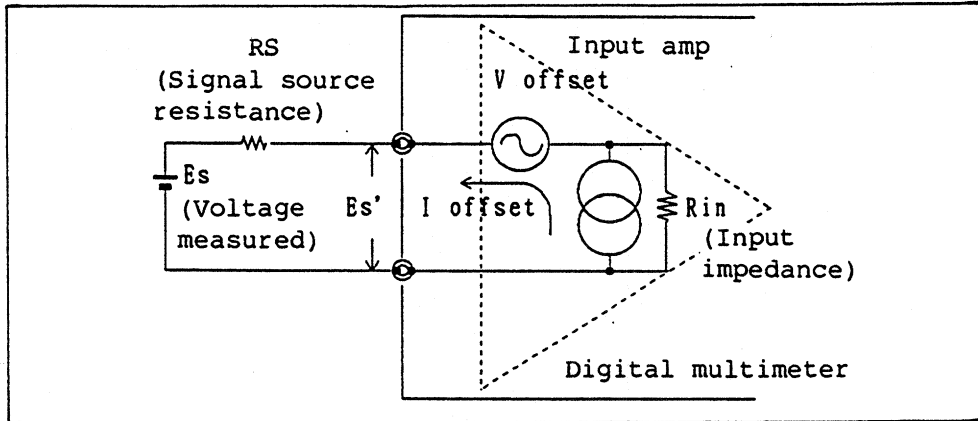 RS
(Signal source
resistance)
Input amp
V offset
Es
(Voltage
measured)
Es'
I offset
Rin
(Input
impedance)
Digital multimeter